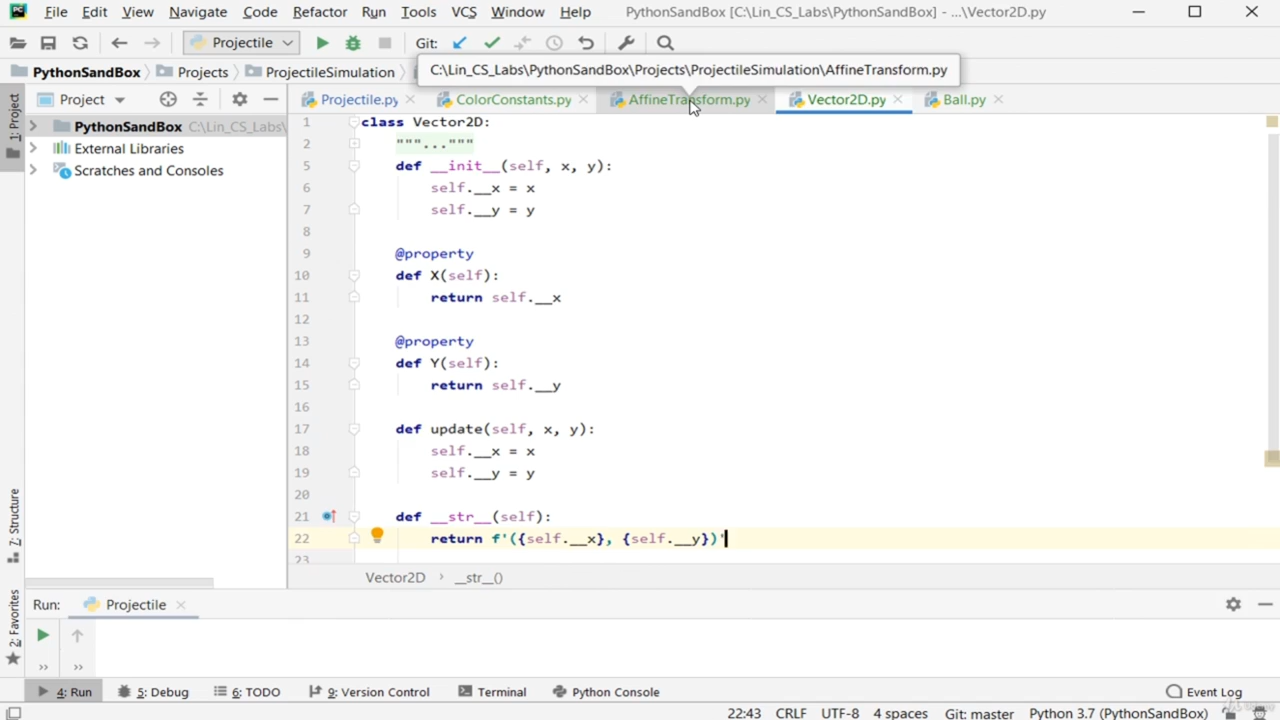 File Edit View Navigate Code Refactor Run Tools VCS Window Help PythonSandBox [C:\Lin_CS_Labs\PythonSandBox] - ...\Vector2D.py
Projectile Git:
PythonSandBox Projects ProjectileSimulation
C:\Lin_CS_Labs\PythonSandBox\Projects\ProjectileSimulation\AffineTransform.py
1: Project
Project
Projectile.py ColorConstants.py AffineTransform.py Vector2D.py Ball.py
PythonSandBox C:\Lin_CS_Labs\
External Libraries
Scratches and Consoles
1 class Vector2D:
2 """..."""
5 def __init__(self, x, y):
6 self.__x = x
7 self.__y = y
8
9 @property
10 def X(self):
11 return self.__x
12
13 @property
14 def Y(self):
15 return self.__y
16
17 def update(self, x, y):
18 self.__x = x
19 self.__y = y
20
21 def __str__(self):
22 return f'({self.__x}, {self.__y})'
23
Vector2D › __str__()
7: Structure
2: Favorites
Run: Projectile
»
»
4: Run 5: Debug 6: TODO 9: Version Control Terminal Python Console Event Log
22:43 CRLF UTF-8 4 spaces Git: master Python 3.7 (PythonSandBox)